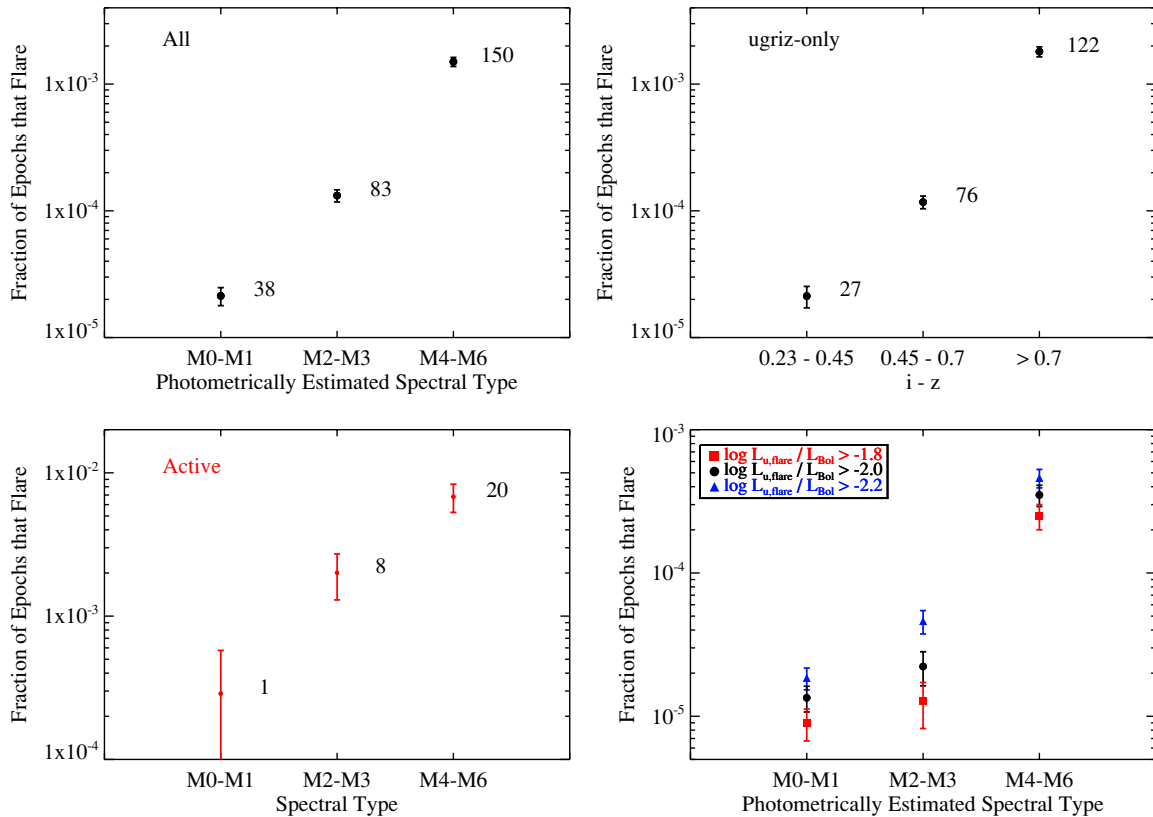 All
Fraction of Epochs that Flare
1x10⁻³
1x10⁻⁴
1x10⁻⁵
150
83
38
M0-M1 M2-M3 M4-M6
Photometrically Estimated Spectral Type
ugriz-only
Fraction of Epochs that Flare
1x10⁻³
1x10⁻⁴
1x10⁻⁵
122
76
27
0.23 - 0.45 0.45 - 0.7 > 0.7
i - z
Active
Fraction of Epochs that Flare
1x10⁻²
1x10⁻³
1x10⁻⁴
20
8
1
M0-M1 M2-M3 M4-M6
Spectral Type
log L_u,flare / L_Bol > -1.8
log L_u,flare / L_Bol > -2.0
log L_u,flare / L_Bol > -2.2
Fraction of Epochs that Flare
10⁻³
10⁻⁴
10⁻⁵
M0-M1 M2-M3 M4-M6
Photometrically Estimated Spectral Type